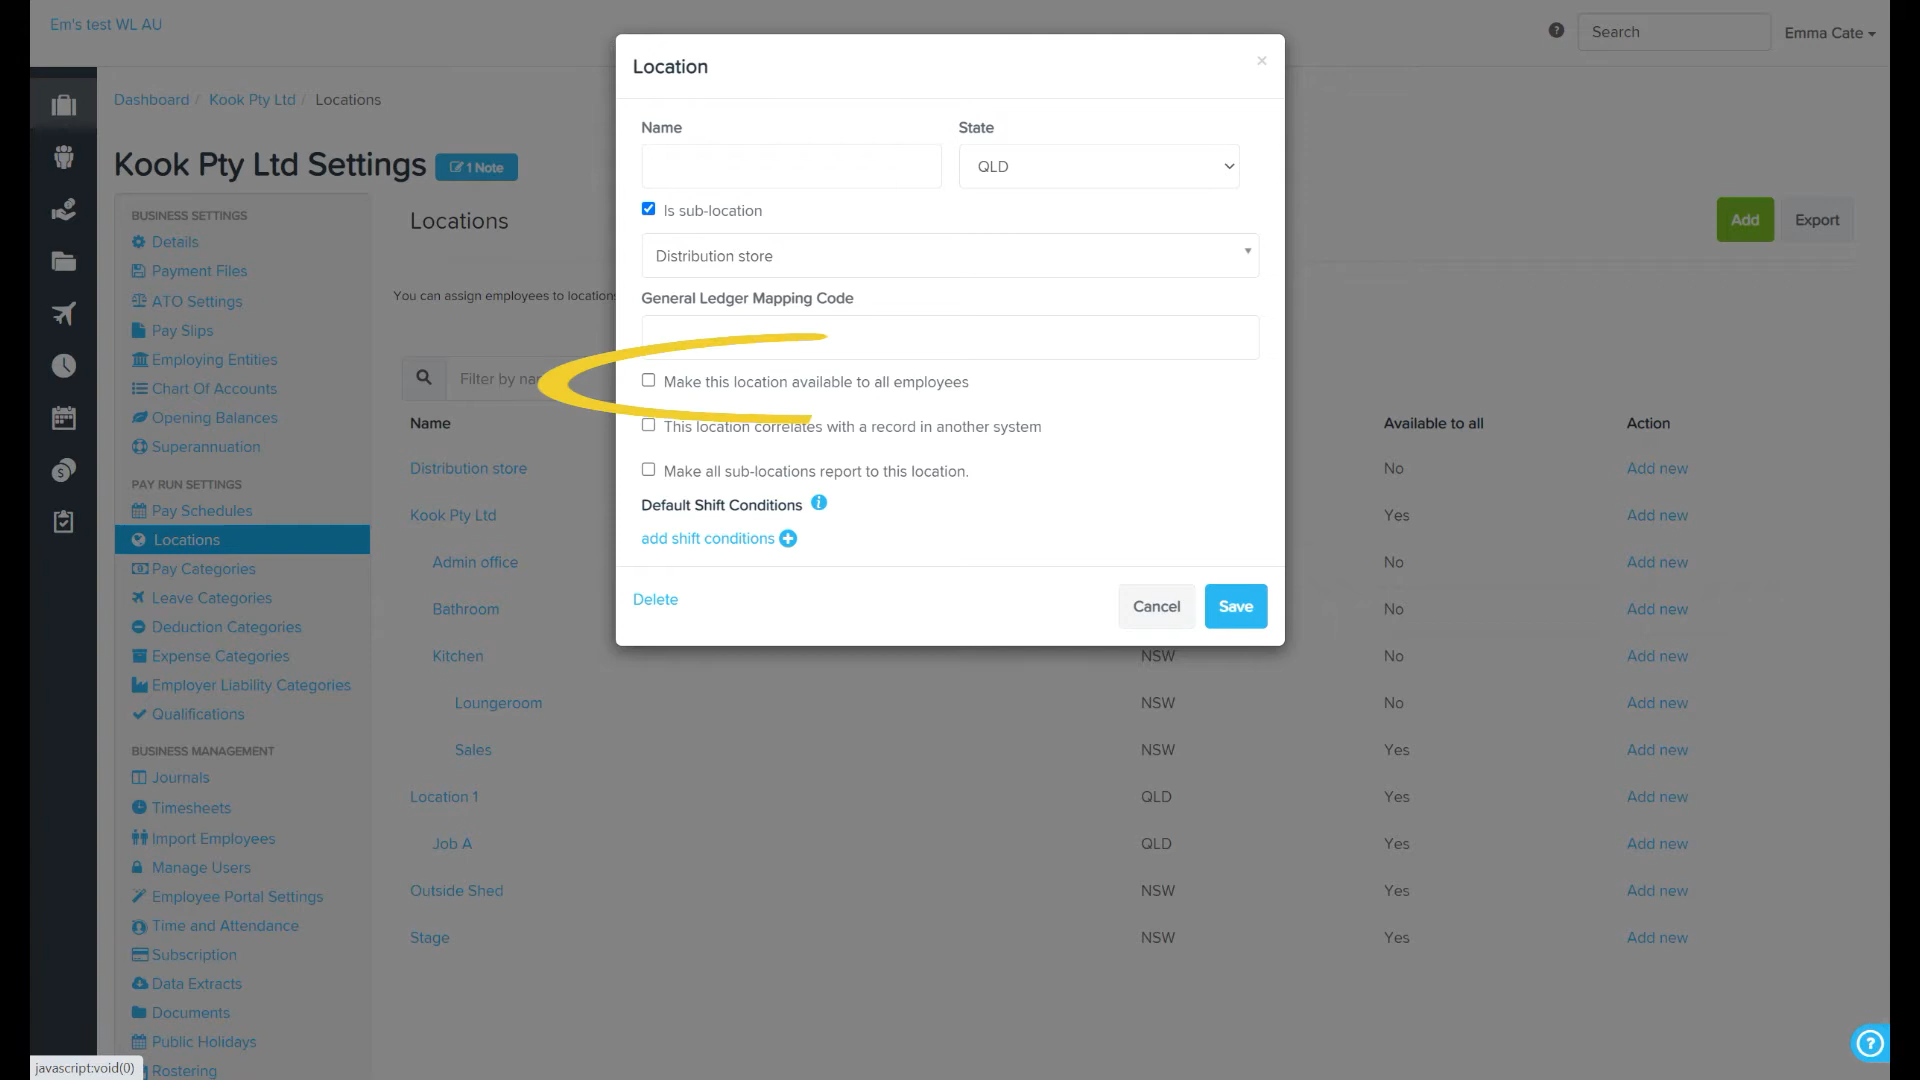 Em's test WL AU
Search
Emma Cate
Dashboard / Kook Pty Ltd / Locations
Kook Pty Ltd Settings
1 Note
BUSINESS SETTINGS
Details
Payment Files
ATO Settings
Pay Slips
Employing Entities
Chart Of Accounts
Opening Balances
Superannuation
PAY RUN SETTINGS
Pay Schedules
Locations
Pay Categories
Leave Categories
Deduction Categories
Expense Categories
Employer Liability Categories
Qualifications
BUSINESS MANAGEMENT
Journals
Timesheets
Import Employees
Manage Users
Employee Portal Settings
Time and Attendance
Subscription
Data Extracts
Documents
Public Holidays
Rostering
javascript:void(0)
Locations
Add
Export
You can assign employees to locations
Filter by na
Name
Available to all
Action
Distribution store
No
Add new
Kook Pty Ltd
Yes
Add new
Admin office
No
Add new
Bathroom
No
Add new
Kitchen
NSW
No
Add new
Loungeroom
NSW
No
Add new
Sales
NSW
Yes
Add new
Location 1
QLD
Yes
Add new
Job A
QLD
Yes
Add new
Outside Shed
NSW
Yes
Add new
Stage
NSW
Yes
Add new
Location
×
Name
State
QLD
Is sub-location
Distribution store
General Ledger Mapping Code
Make this location available to all employees
This location correlates with a record in another system
Make all sub-locations report to this location.
Default Shift Conditions
add shift conditions
Delete
Cancel
Save